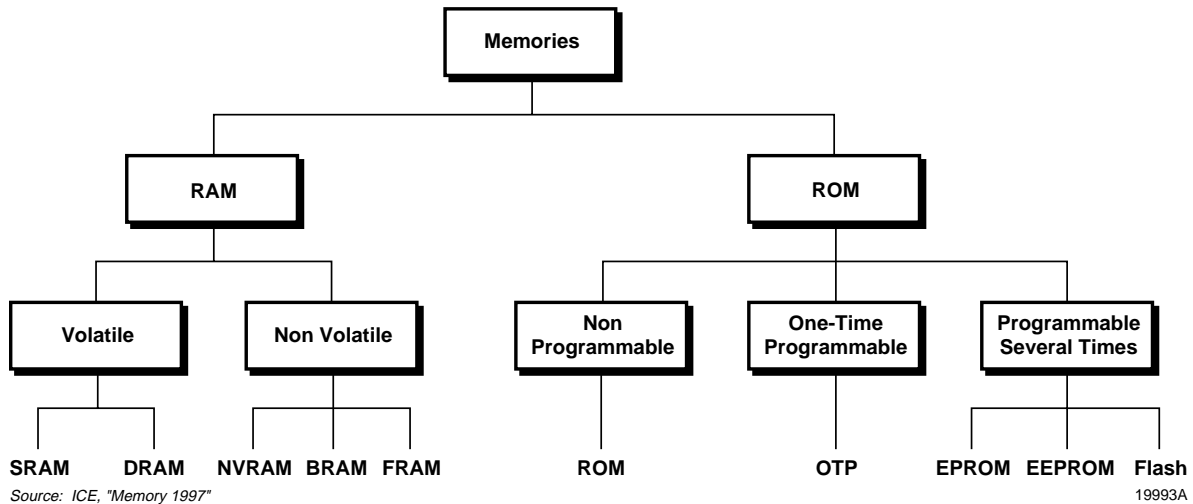 Memories
RAM
ROM
Volatile
Non Volatile
Non
Programmable
One-Time
Programmable
Programmable
Several Times
SRAM
DRAM
NVRAM
BRAM
FRAM
ROM
OTP
EPROM
EEPROM
Flash
Source: ICE, "Memory 1997"
19993A